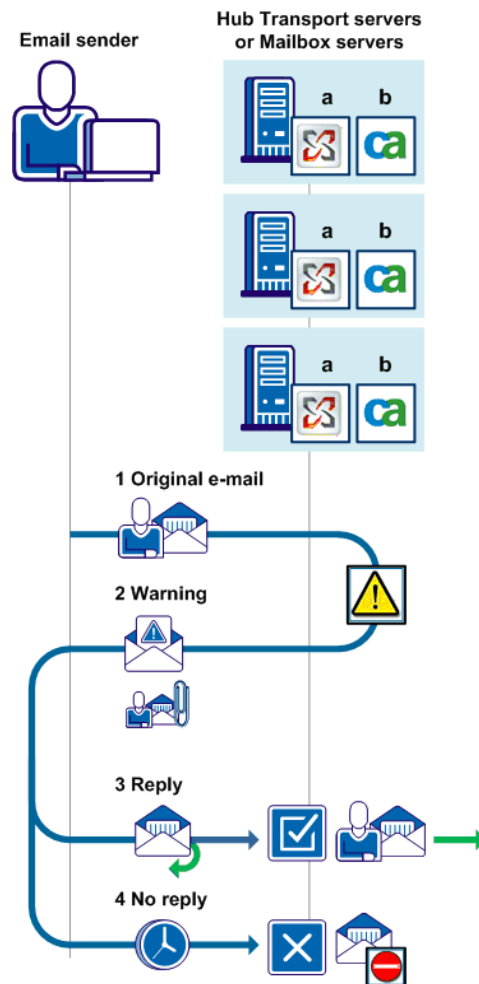 Email sender
Hub Transport servers
or Mailbox servers
a b
ca
a b
ca
a b
ca
1 Original e-mail
2 Warning
3 Reply
4 No reply